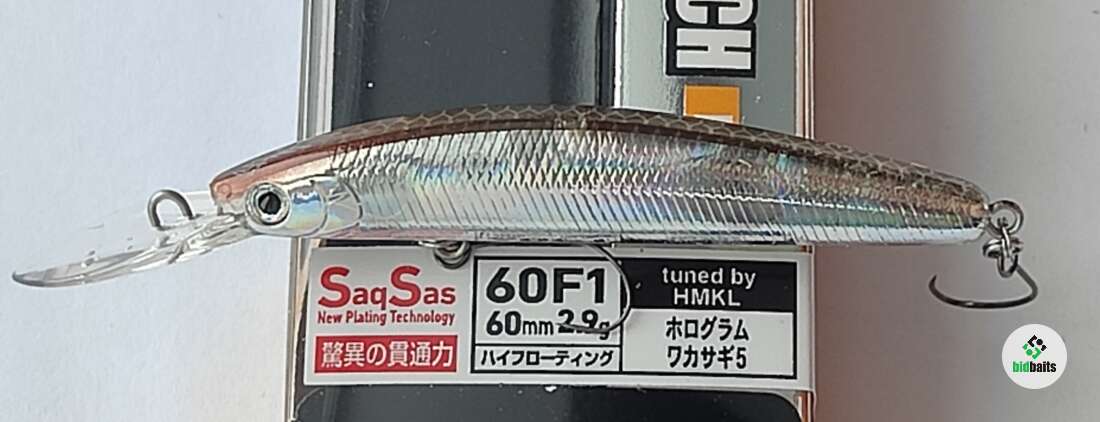 CH
SaqSas
New Plating Technology
驚異の貫通力
60F1
60mm 2.9g
ハイフローティング
tuned by
HMKL
ホログラム
ワカサギ5
bidbaits